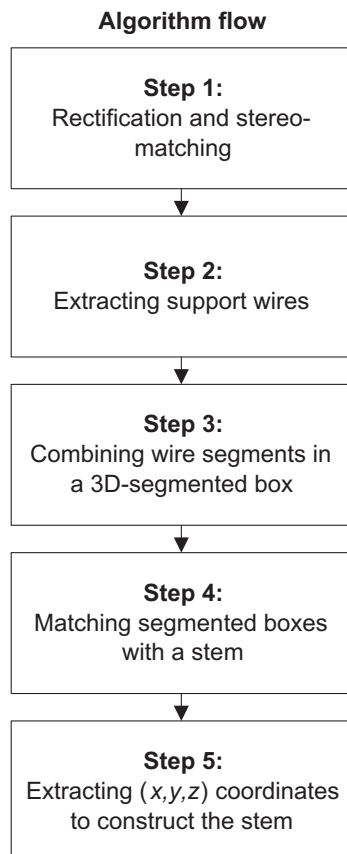 Algorithm flow
Step 1:
Rectification and stereo-
matching
Step 2:
Extracting support wires
Step 3:
Combining wire segments in
a 3D-segmented box
Step 4:
Matching segmented boxes
with a stem
Step 5:
Extracting (x,y,z) coordinates
to construct the stem